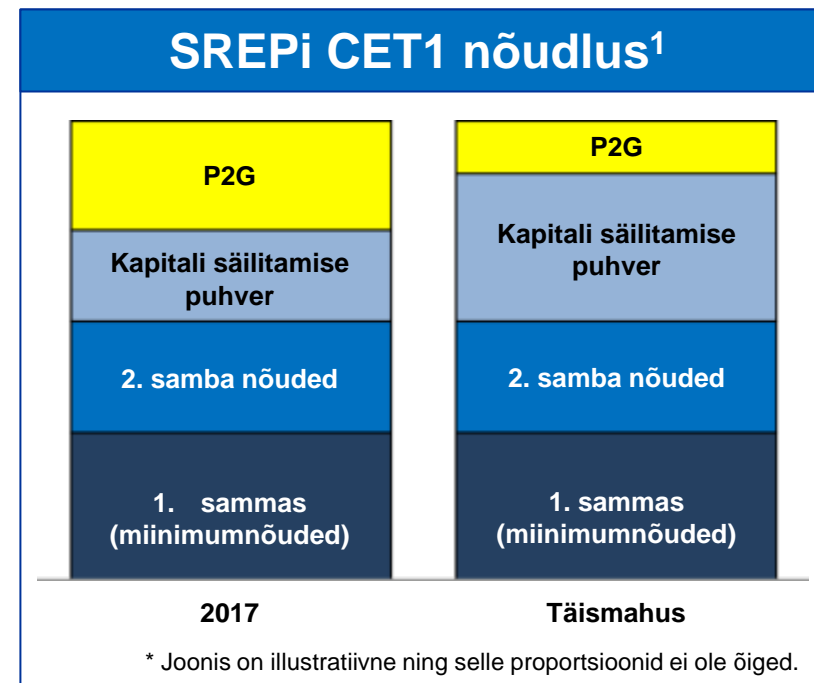 SREPi CET1 nõudlus¹
P2G
Kapitali säilitamise
puhver
2. samba nõuded
1. sammas
(miinimumnõuded)
2017
P2G
Kapitali säilitamise
puhver
2. samba nõuded
1. sammas
(miinimumnõuded)
Täismahus
* Joonis on illustratiivne ning selle proportsioonid ei ole õiged.